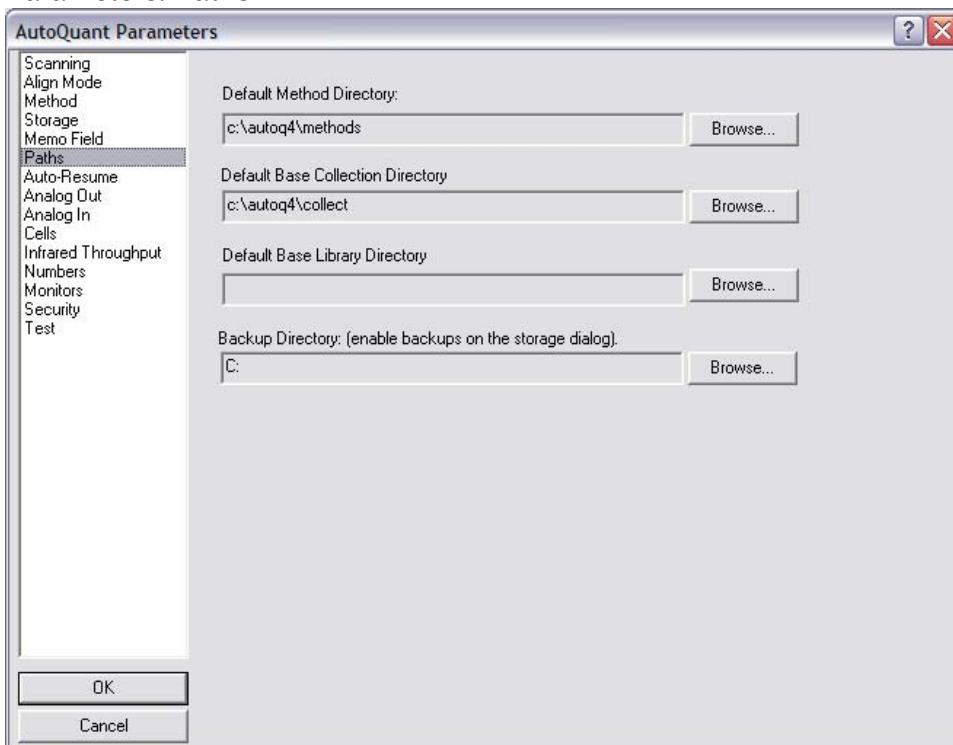 AutoQuant Parameters
Scanning
Align Mode
Method
Storage
Memo Field
Paths
Auto-Resume
Analog Out
Analog In
Cells
Infrared Throughput
Numbers
Monitors
Security
Test
OK
Cancel
Default Method Directory:
c:\autoq4\methods
Browse...
Default Base Collection Directory
c:\autoq4\collect
Browse...
Default Base Library Directory
Browse...
Backup Directory: (enable backups on the storage dialog).
C:
Browse...